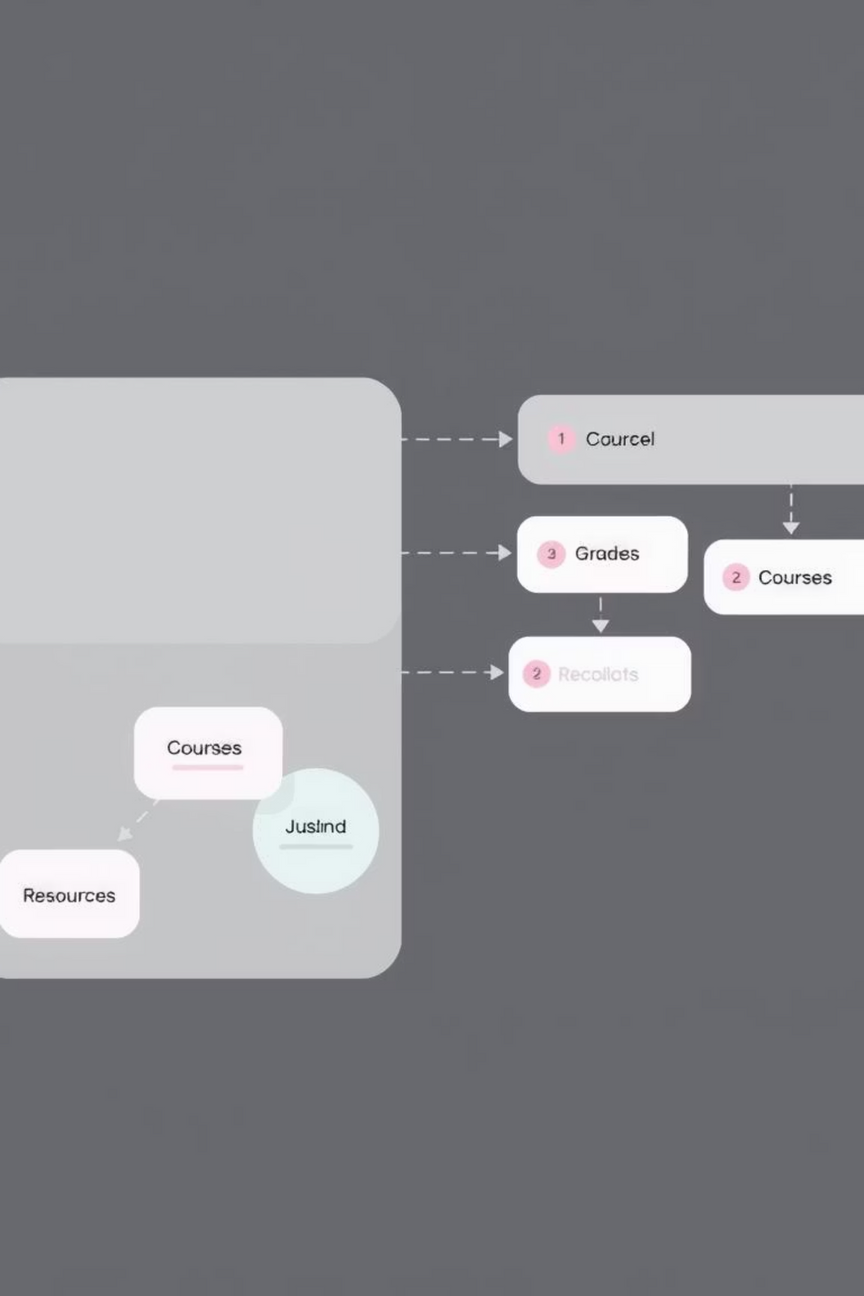 1 Courcel
3 Grades
2 Courses
2 Recollats
Courses
Juslind
Resources